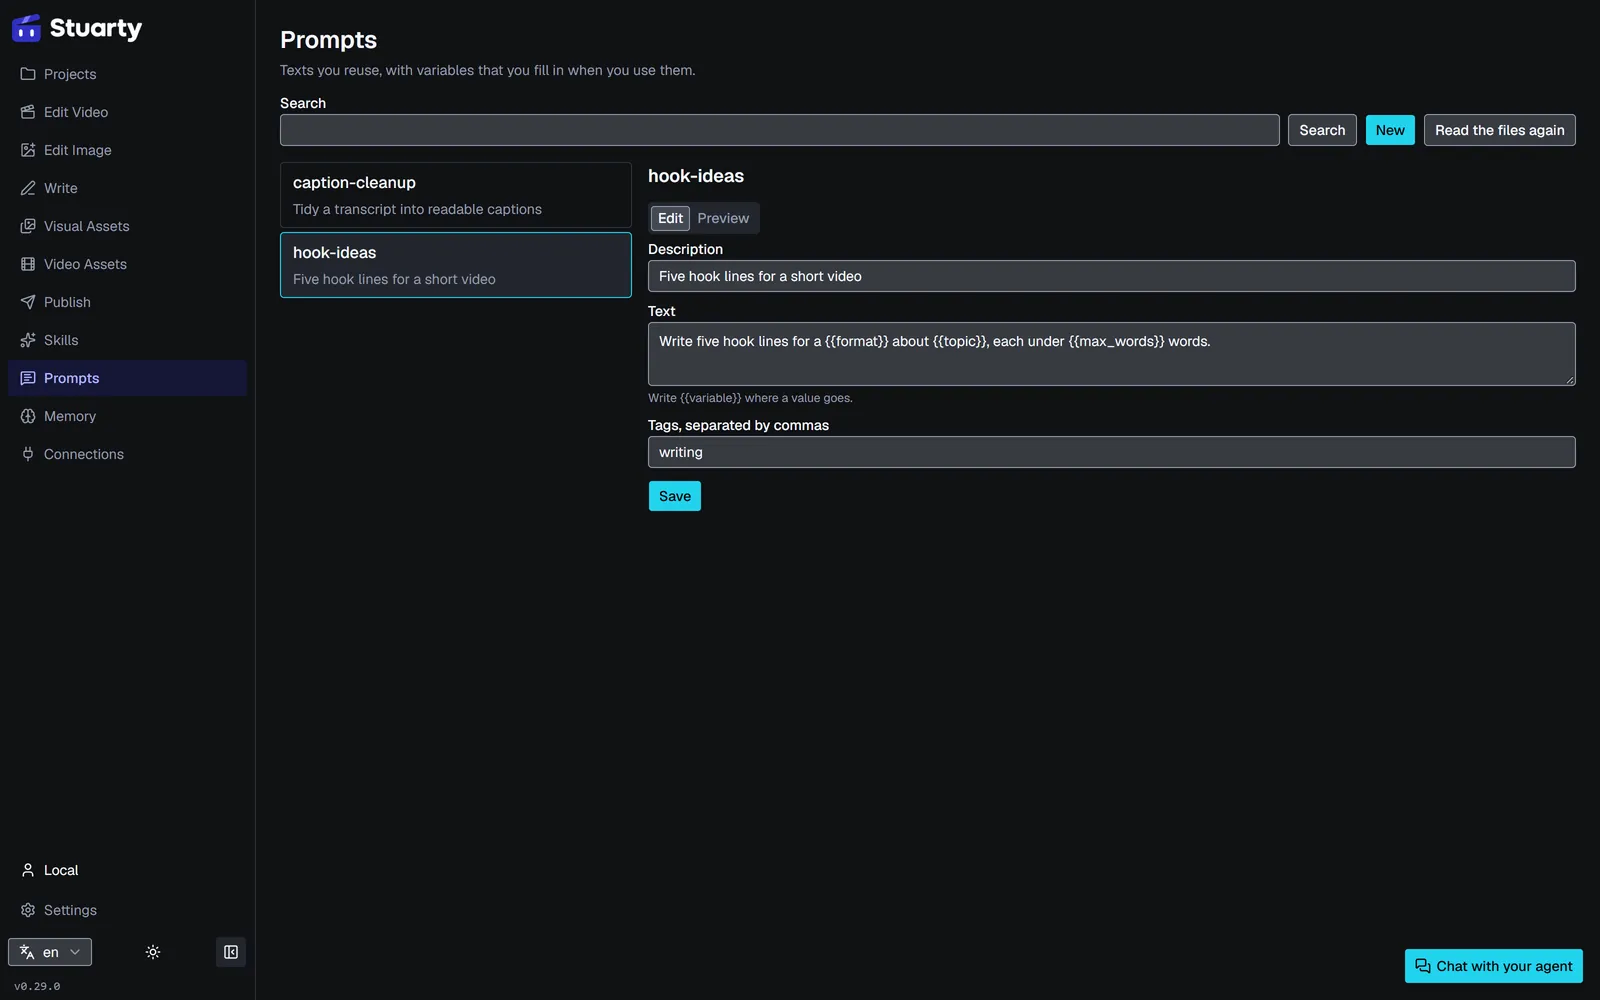 Stuarty
Projects
Edit Video
Edit Image
Write
Visual Assets
Video Assets
Publish
Skills
Prompts
Memory
Connections
Local
Settings
en
v0.29.0
Prompts
Texts you reuse, with variables that you fill in when you use them.
Search
Search
New
Read the files again
caption-cleanup
Tidy a transcript into readable captions
hook-ideas
Five hook lines for a short video
hook-ideas
Edit
Preview
Description
Five hook lines for a short video
Text
Write five hook lines for a {{format}} about {{topic}}, each under {{max_words}} words.
Write {{variable}} where a value goes.
Tags, separated by commas
writing
Save
Chat with your agent